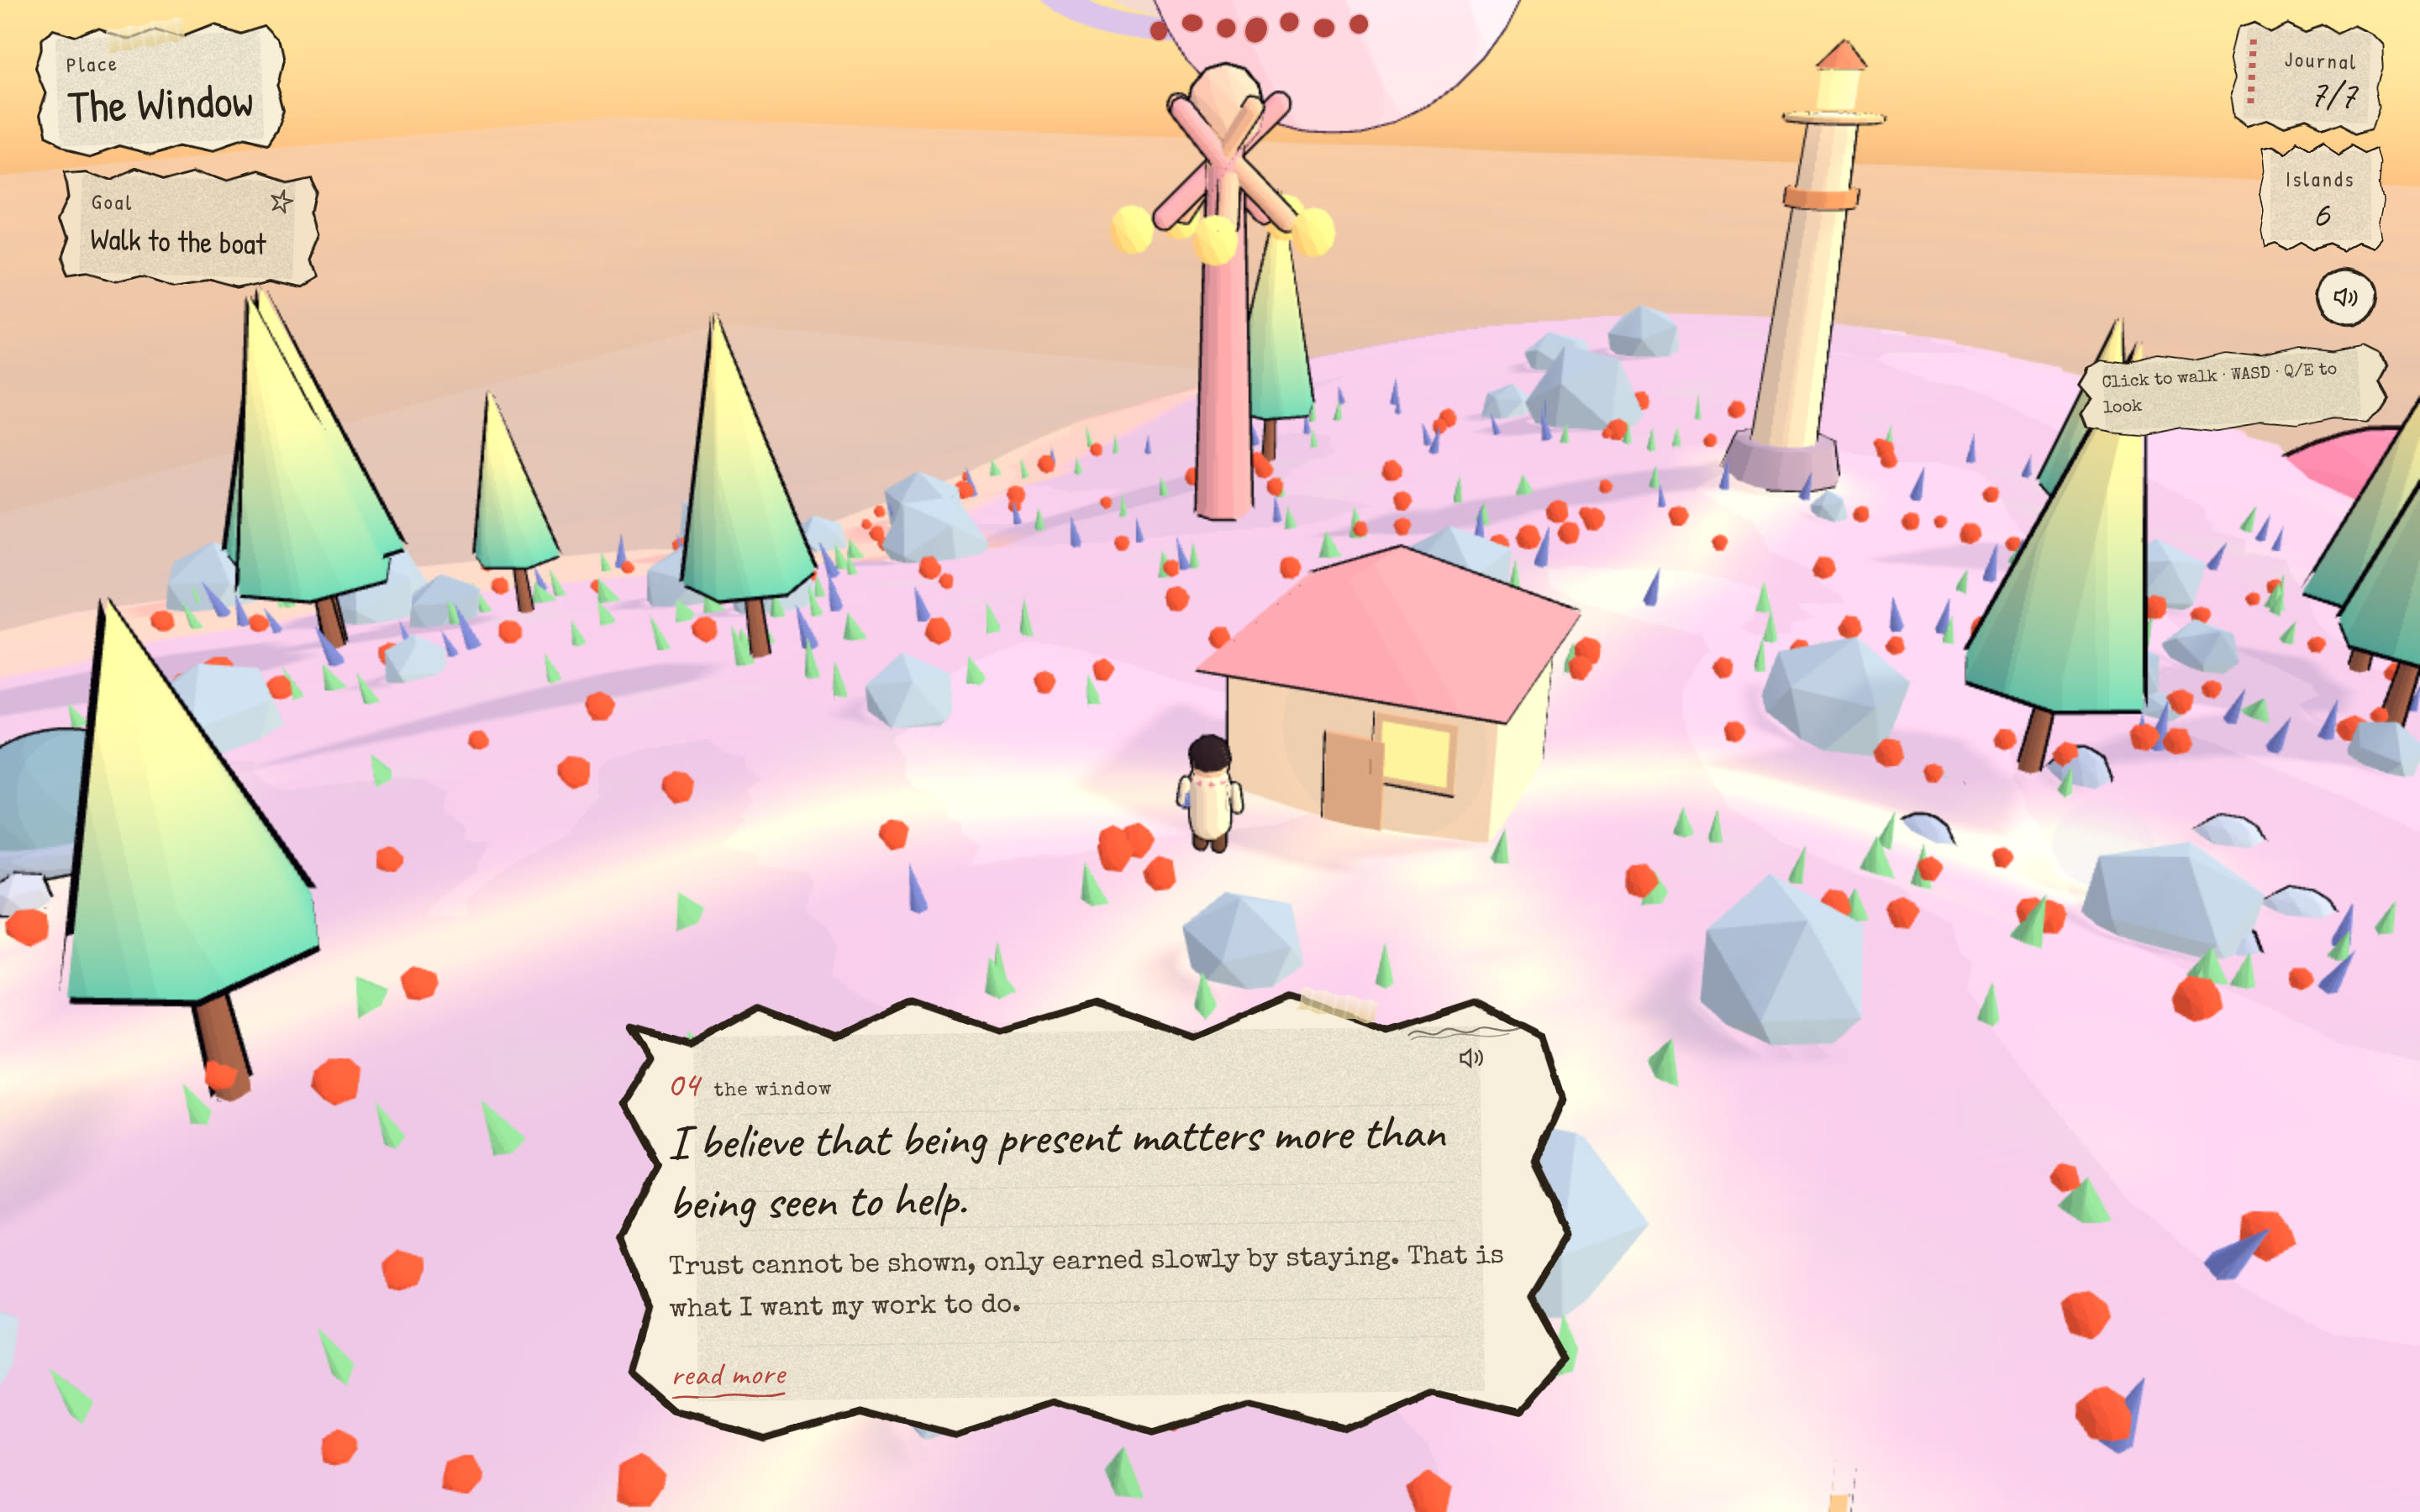 Place
The Window
Goal
Walk to the boat
Journal
7/7
Islands
6
Click to walk · WASD · Q/E to
look
04 the window
I believe that being present matters more than
being seen to help.
Trust cannot be shown, only earned slowly by staying. That is
what I want my work to do.
read more